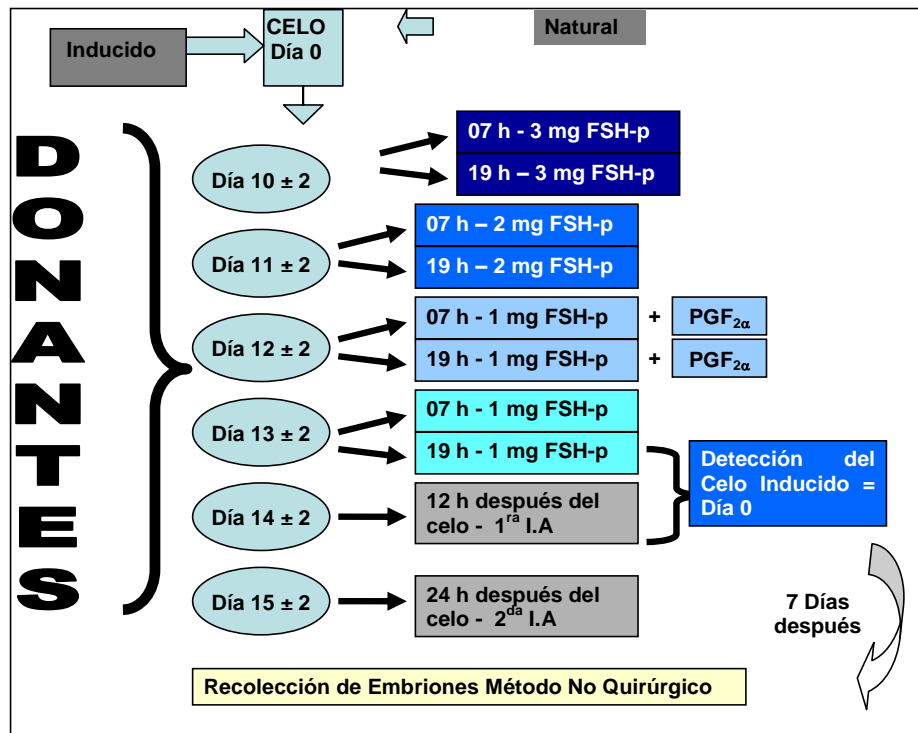 Inducido
CELO
Día 0
Natural
DONANTES
Día 10 ± 2
07 h - 3 mg FSH-p
19 h – 3 mg FSH-p
Día 11 ± 2
07 h – 2 mg FSH-p
19 h – 2 mg FSH-p
Día 12 ± 2
07 h - 1 mg FSH-p + PGF2α
19 h - 1 mg FSH-p + PGF2α
Día 13 ± 2
07 h - 1 mg FSH-p
19 h - 1 mg FSH-p
Detección del
Celo Inducido =
Día 0
Día 14 ± 2
12 h después del
celo - 1ra I.A
Día 15 ± 2
24 h después del
celo - 2da I.A
7 Días
después
Recolección de Embriones Método No Quirúrgico